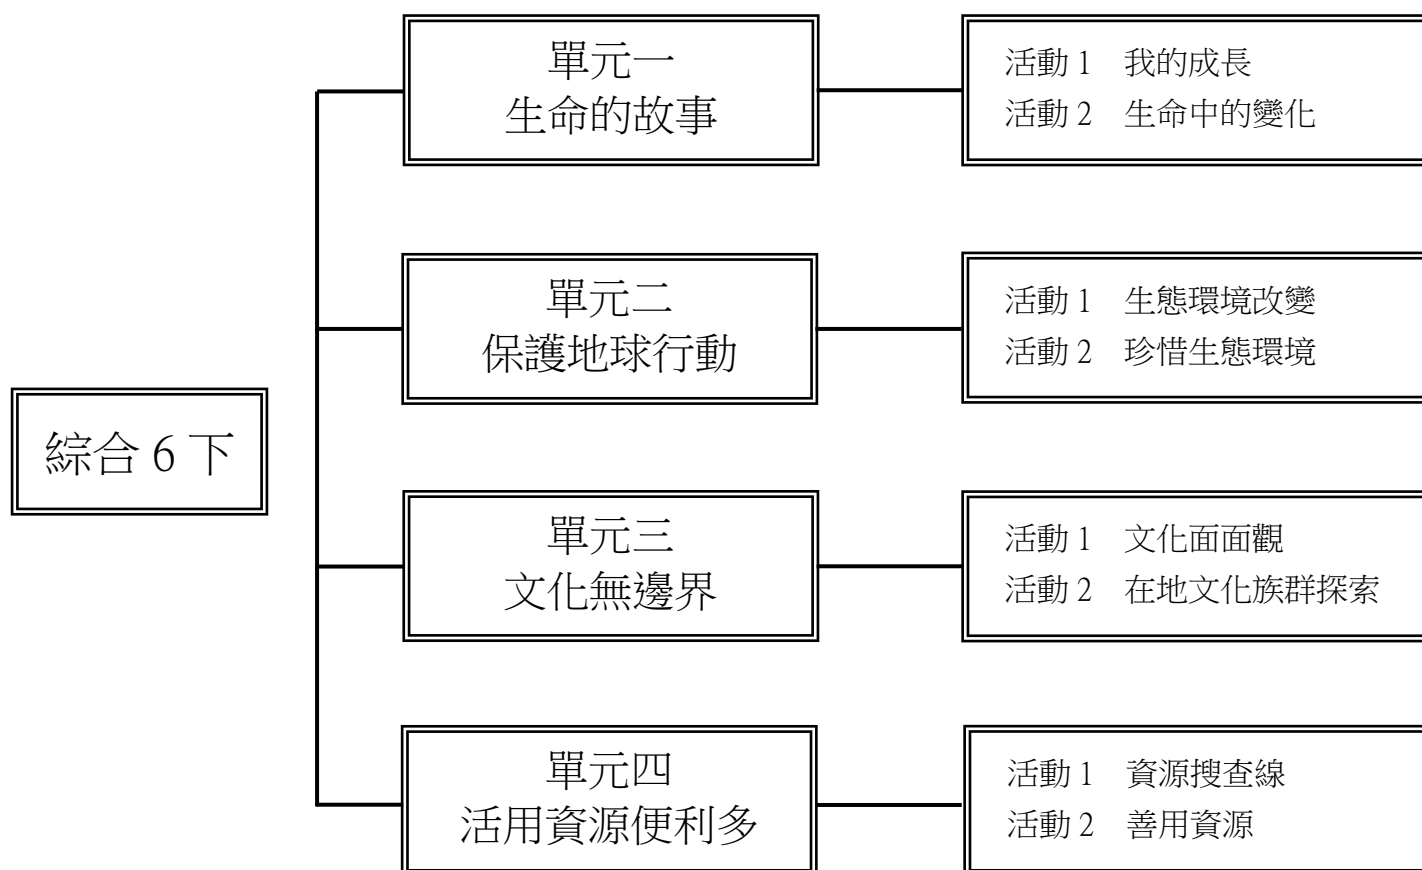 綜合 6 下
單元一
生命的故事
活動 1 我的成長
活動 2 生命中的變化
單元二
保護地球行動
活動 1 生態環境改變
活動 2 珍惜生態環境
單元三
文化無邊界
活動 1 文化面面觀
活動 2 在地文化族群探索
單元四
活用資源便利多
活動 1 資源搜查線
活動 2 善用資源